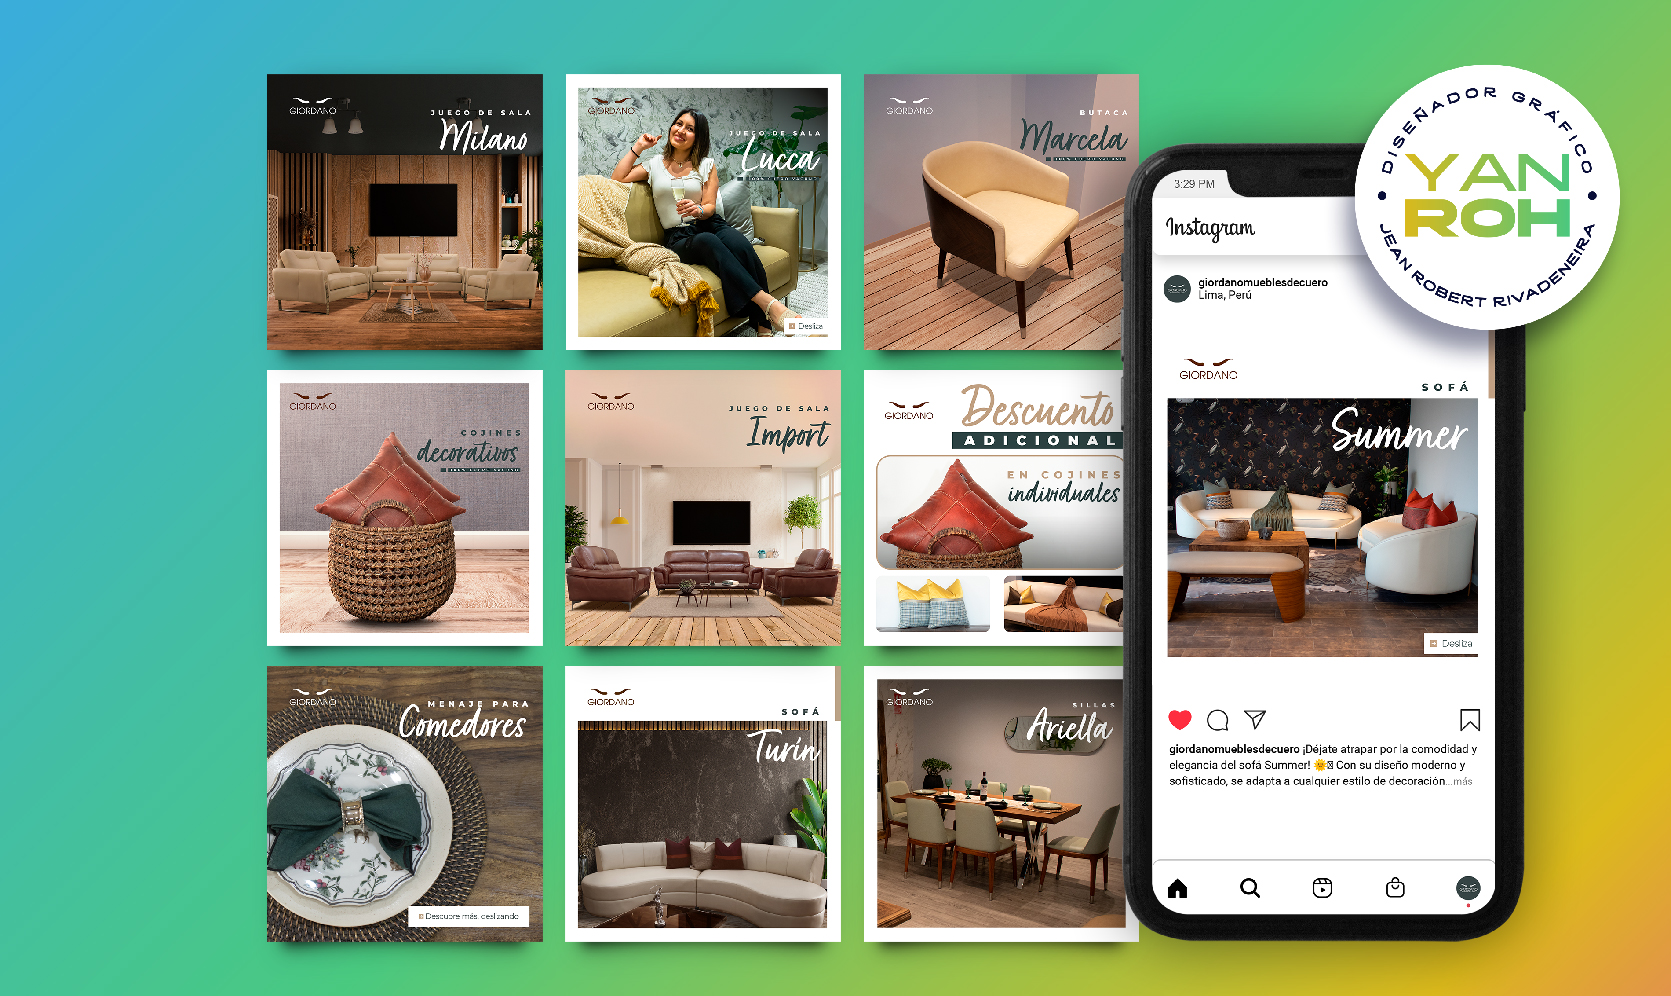 GIORDANO
JUEGO DE SALA
Milano
GIORDANO
JUEGO DE SALA
Lucca
Desliza
GIORDANO
BUTACA
Marcela
GIORDANO
COJINES
decorativos
GIORDANO
JUEGO DE SALA
Import
GIORDANO
Descuento
ADICIONAL
EN COJINES
individuales
GIORDANO
MENAJE PARA
Comedores
Descubre más, deslizando
GIORDANO
SOFÁ
Turín
GIORDANO
SILLAS
Ariella
3:29 PM
Instagram
giordanomueblesdecuero
Lima, Perú
GIORDANO
SOFÁ
Summer
Desliza
giordanomueblesdecuero ¡Déjate atrapar por la comodidad y
elegancia del sofá Summer! 🌞 Con su diseño moderno y
sofisticado, se adapta a cualquier estilo de decoración...más
DISEÑADOR GRÁFICO
YAN
ROH
JEAN ROBERT RIVADENEIRA